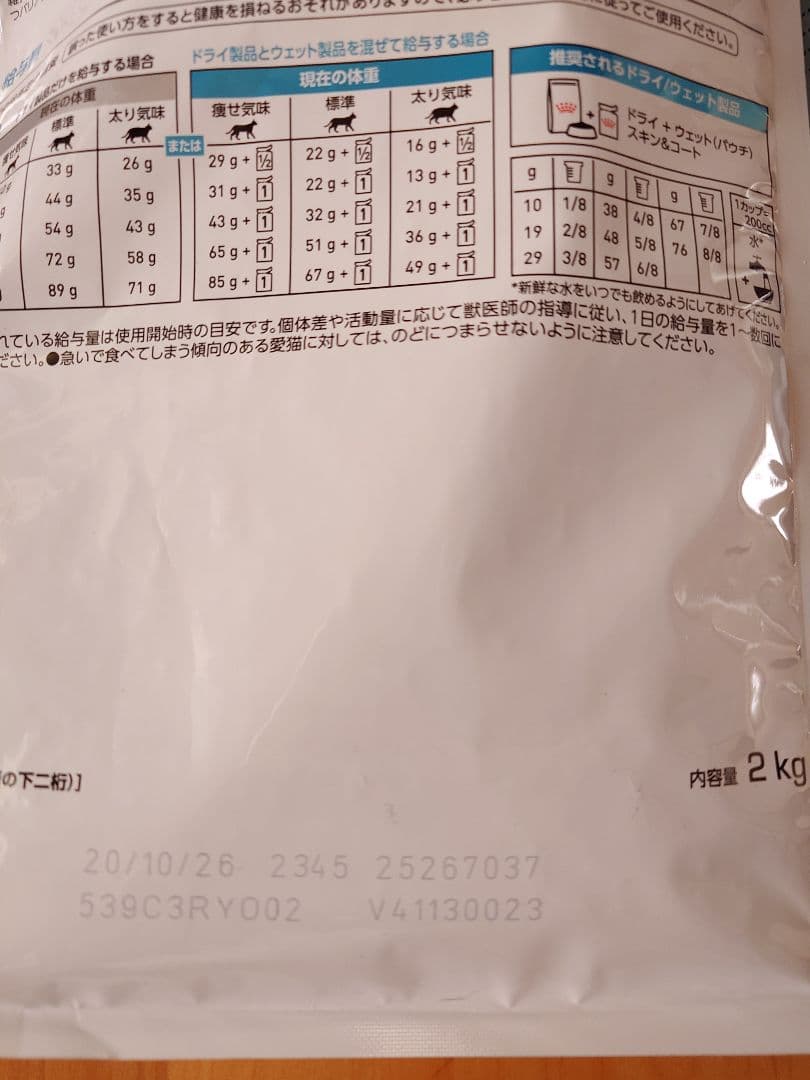 つパリ
誤った使い方をすると健康を損ねるおそれがあります
に従ってご使用ください。
給与
製品だけを給与する場合
現在の体重
標準
太り気味
33 g
26 g
44 g
35 g
54 g
43 g
72 g
58 g
89 g
71 g
または
ドライ製品とウェット製品を混ぜて給与する場合
現在の体重
痩せ気味
標準
太り気味
29 g + ½
22 g + ½
16 g + ½
31 g + 1
22 g + 1
13 g + 1
43 g + 1
32 g + 1
21 g + 1
65 g + 1
51 g + 1
36 g + 1
85 g + 1
67 g + 1
49 g + 1
推奨されるドライ/ウェット製品
ドライ + ウェット(パウチ)
スキン&コート
g
g
g
1カップ=
200cc
10 1/8 38 4/8 67 7/8
19 2/8 48 5/8 76 8/8
29 3/8 57 6/8
水*
+
*新鮮な水をいつでも飲めるようにしてあげてください。
れている給与量は使用開始時の目安です。個体差や活動量に応じて獣医師の指導に従い、1日の給与量を1〜数回に
ださい。●急いで食べてしまう傾向のある愛猫に対しては、のどにつまらせないように注意してください。
の下二桁)]
内容量 2 kg
20/10/26 2345 25267037
539C3RYO02 V41130023